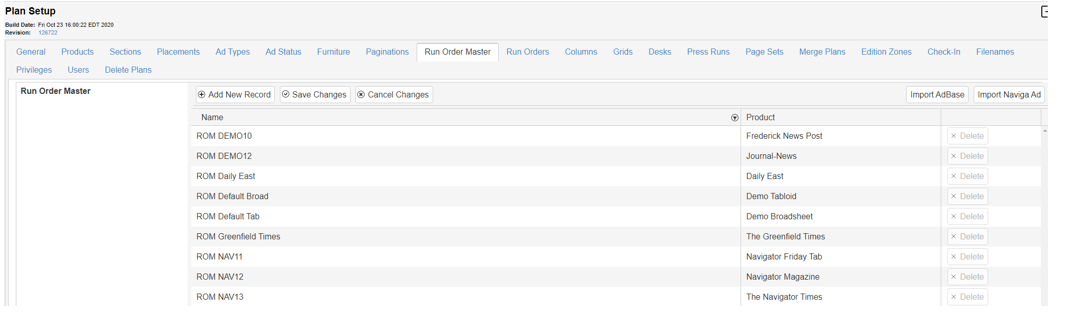 Plan Setup
Build Date: Fri Oct 23 16:00:22 EDT 2020
Revision: 126722
General Products Sections Placements Ad Types Ad Status Furniture Paginations Run Order Master Run Orders Columns Grids Desks Press Runs Page Sets Merge Plans Edition Zones Check-In Filenames
Privileges Users Delete Plans
Run Order Master
Add New Record Save Changes Cancel Changes Import AdBase Import Naviga Ad
Name Product
ROM DEMO10 Frederick News Post × Delete
ROM DEMO12 Journal-News × Delete
ROM Daily East Daily East × Delete
ROM Default Broad Demo Tabloid × Delete
ROM Default Tab Demo Broadsheet × Delete
ROM Greenfield Times The Greenfield Times × Delete
ROM NAV11 Navigator Friday Tab × Delete
ROM NAV12 Navigator Magazine × Delete
ROM NAV13 The Navigator Times × Delete